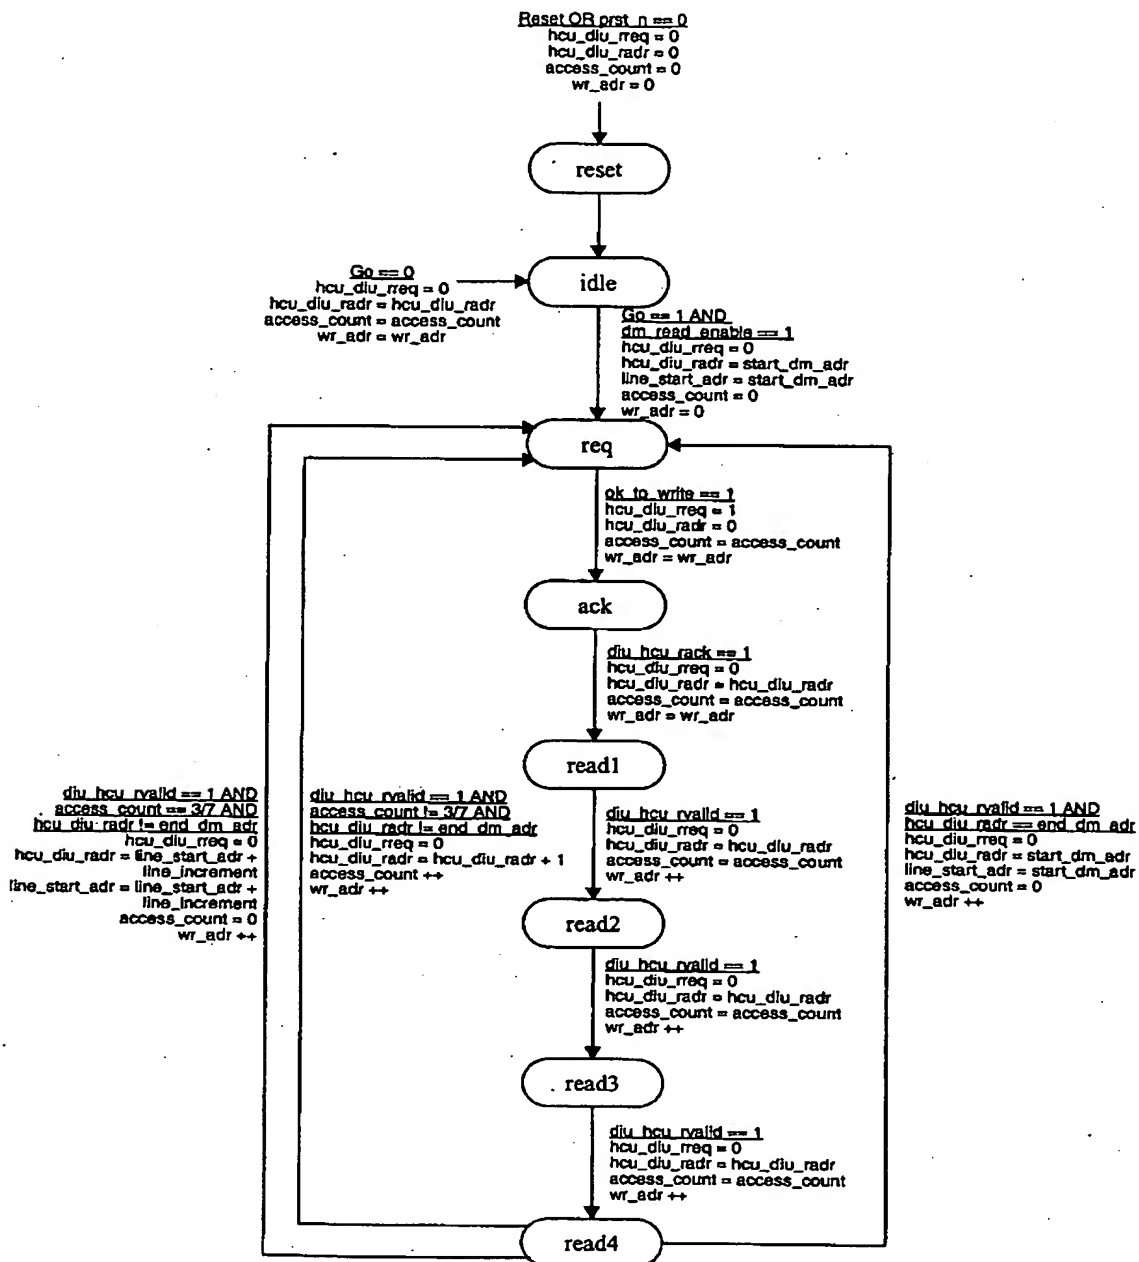 Reset OR prst_n == 0
hcu_diu_rreq = 0
hcu_diu_radr = 0
access_count = 0
wr_adr = 0
reset
idle
Go == 0
hcu_diu_rreq = 0
hcu_diu_radr = hcu_diu_radr
access_count = access_count
wr_adr = wr_adr
Go == 1 AND
dm_read_enable == 1
hcu_diu_rreq = 0
hcu_diu_radr = start_dm_adr
line_start_adr = start_dm_adr
access_count = 0
wr_adr = 0
req
ok_to_write == 1
hcu_diu_rreq = 1
hcu_diu_radr = 0
access_count = access_count
wr_adr = wr_adr
ack
diu_hcu_rack == 1
hcu_diu_rreq = 0
hcu_diu_radr = hcu_diu_radr
access_count = access_count
wr_adr = wr_adr
read1
diu_hcu_rvalid == 1 AND
access_count == 3/7 AND
hcu_diu_radr != end_dm_adr
hcu_diu_rreq = 0
hcu_diu_radr = line_start_adr +
line_increment
line_start_adr = line_start_adr +
line_increment
access_count = 0
wr_adr ++
diu_hcu_rvalid == 1 AND
access_count != 3/7 AND
hcu_diu_radr != end_dm_adr
hcu_diu_rreq = 0
hcu_diu_radr = hcu_diu_radr + 1
access_count ++
wr_adr ++
diu_hcu_rvalid == 1
hcu_diu_rreq = 0
hcu_diu_radr = hcu_diu_radr
access_count = access_count
wr_adr ++
diu_hcu_rvalid == 1 AND
hcu_diu_radr == end_dm_adr
hcu_diu_rreq = 0
hcu_diu_radr = start_dm_adr
line_start_adr = start_dm_adr
access_count = 0
wr_adr ++
read2
diu_hcu_rvalid == 1
hcu_diu_rreq = 0
hcu_diu_radr = hcu_diu_radr
access_count = access_count
wr_adr ++
read3
diu_hcu_rvalid == 1
hcu_diu_rreq = 0
hcu_diu_radr = hcu_diu_radr
access_count = access_count
wr_adr ++
read4